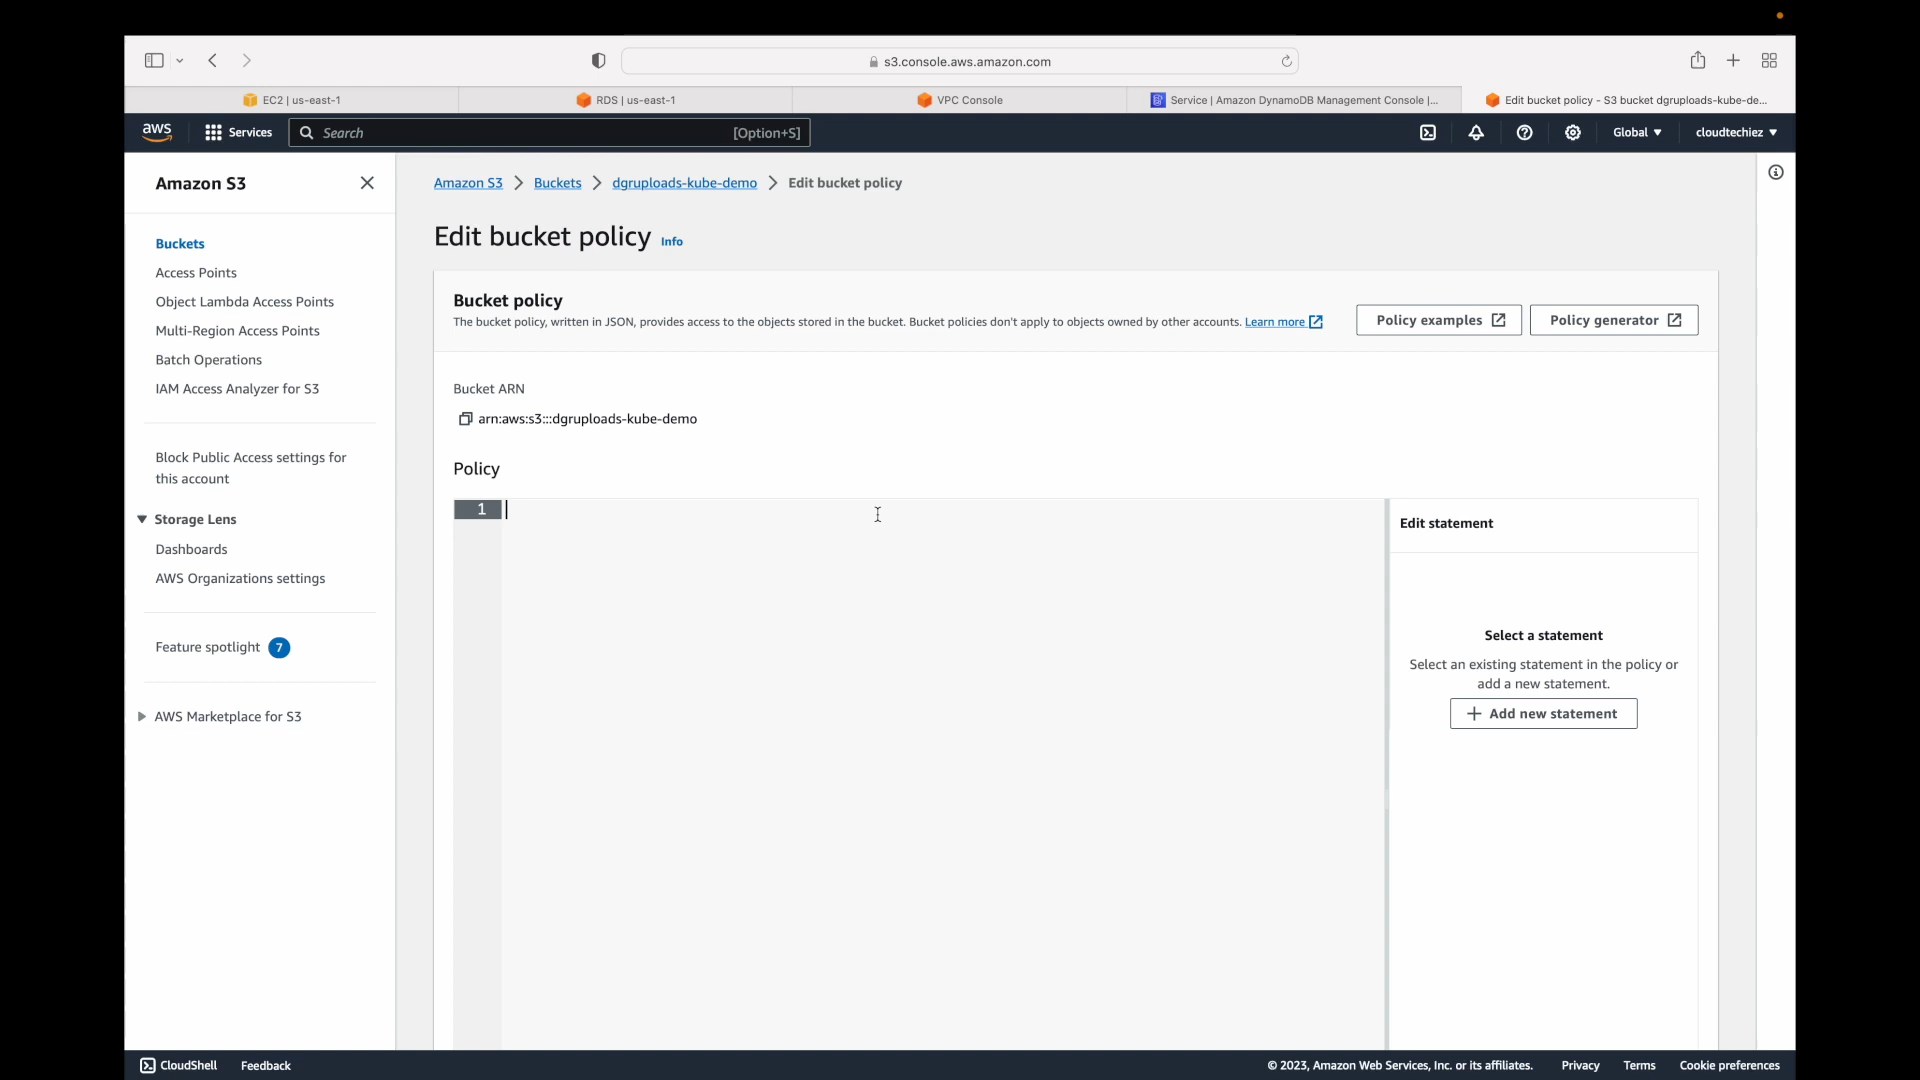 s3.console.aws.amazon.com
EC2 | us-east-1
RDS | us-east-1
VPC Console
Service | Amazon DynamoDB Management Console |...
Edit bucket policy - S3 bucket dgruploads-kube-de...
aws
Services
Search
[Option+S]
Global
cloudtechiez
Amazon S3
Buckets
Access Points
Object Lambda Access Points
Multi-Region Access Points
Batch Operations
IAM Access Analyzer for S3
Block Public Access settings for
this account
Storage Lens
Dashboards
AWS Organizations settings
Feature spotlight 7
AWS Marketplace for S3
Amazon S3 > Buckets > dgruploads-kube-demo > Edit bucket policy
Edit bucket policy Info
Bucket policy
The bucket policy, written in JSON, provides access to the objects stored in the bucket. Bucket policies don't apply to objects owned by other accounts. Learn more
Policy examples
Policy generator
Bucket ARN
arn:aws:s3:::dgruploads-kube-demo
Policy
1
Edit statement
Select a statement
Select an existing statement in the policy or
add a new statement.
+ Add new statement
CloudShell
Feedback
© 2023, Amazon Web Services, Inc. or its affiliates.
Privacy
Terms
Cookie preferences